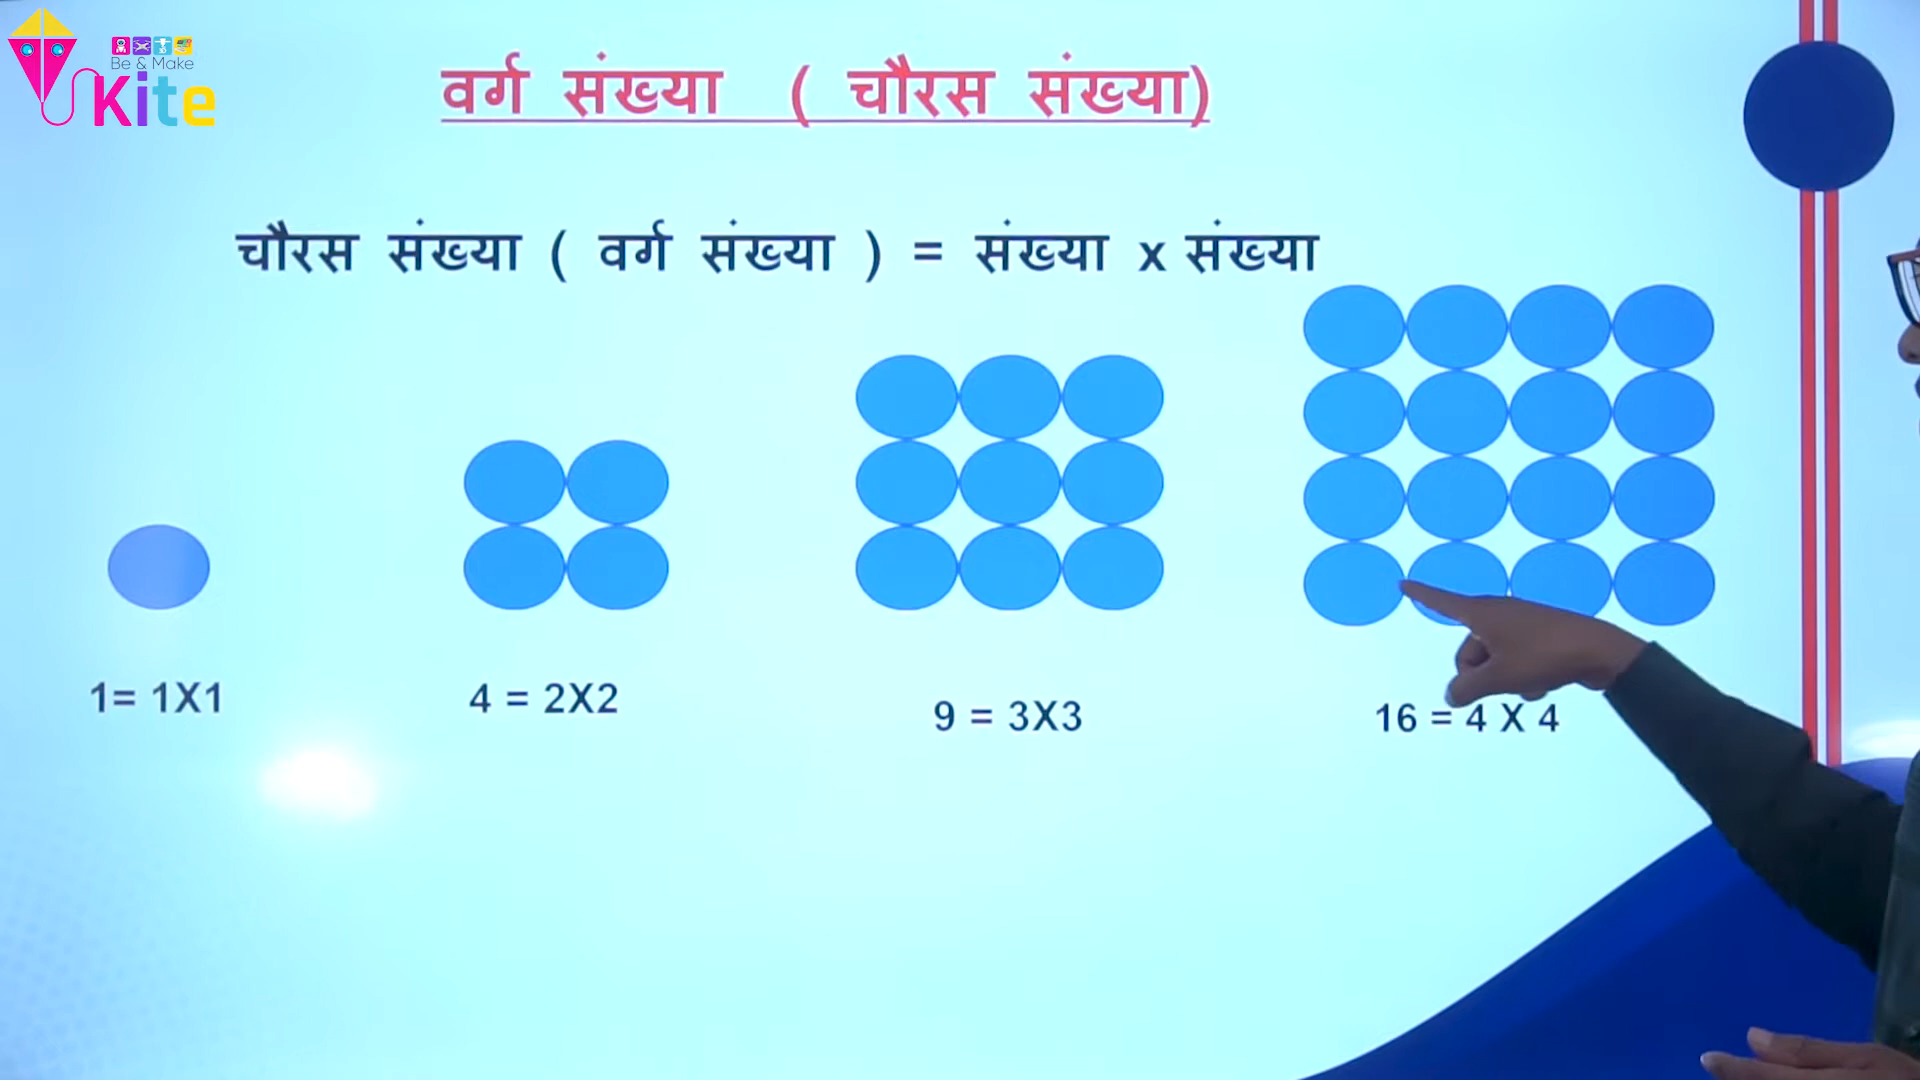 Be & Make
Kite
वर्ग संख्या ( चौरस संख्या)
चौरस संख्या ( वर्ग संख्या ) = संख्या x संख्या
1= 1X1
4 = 2X2
9 = 3X3
16 = 4 X 4